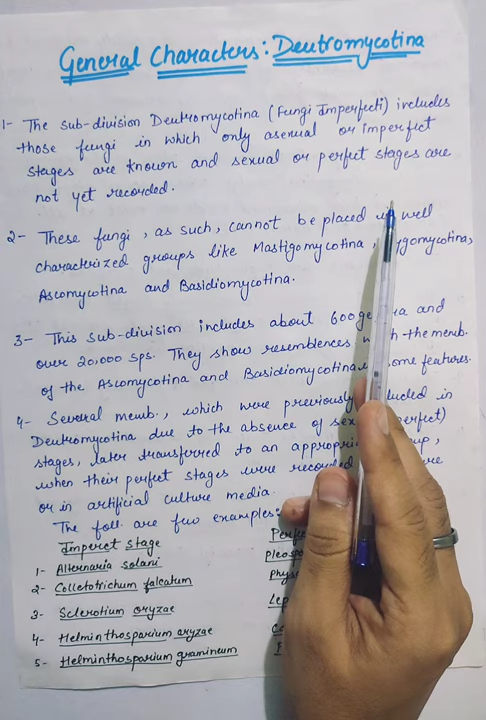 General Characters: Deutromycotina
1- The sub-division Deutromycotina (Fungi Imperfecti) includes
those fungi in which only asexual or imperfect
stages are known and sexual or perfect stages are
not yet recorded.
2- These fungi, as such, cannot be placed well
characterized groups like Mastigomycotina,
Ascomycotina and Basidiomycotina.
3- This sub-division includes about 600 and
over 20,000 sps. They show resemblences the memb.
of the Ascomycotina and Basidiomycotina features.
4- Several memb., which were previously in
Deutromycotina due to the absence of
stages, later transferred to an
when their perfect stages were
or in artificial culture media.
The foll. are few examples:
Imperect stage
1- Alternaria solani
2- Colletotrichum falcatum
3- Sclerotium oryzae
4- Helminthosparium oryzae
5- Helminthosparium gramineum